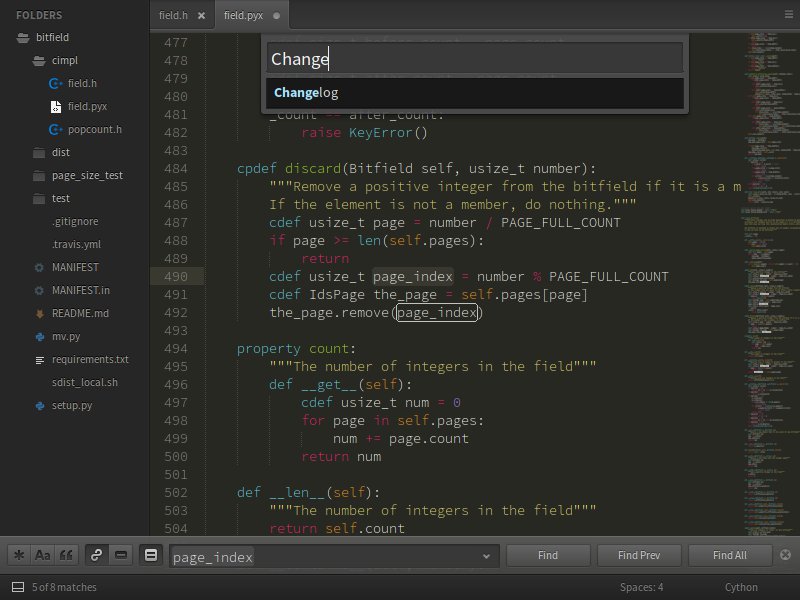 FOLDERS
bitfield
cimpl
field.h
field.pyx
popcount.h
dist
page_size_test
test
.gitignore
.travis.yml
MANIFEST
MANIFEST.in
README.md
mv.py
requirements.txt
sdist_local.sh
setup.py
field.h
field.pyx
Change
Changelog
477
478
479
480
481 _count == after_count:
482 raise KeyError()
483
484 cpdef discard(Bitfield self, usize_t number):
485 """Remove a positive integer from the bitfield if it is a m
486 If the element is not a member, do nothing."""
487 cdef usize_t page = number / PAGE_FULL_COUNT
488 if page >= len(self.pages):
489 return
490 cdef usize_t page_index = number % PAGE_FULL_COUNT
491 cdef IdsPage the_page = self.pages[page]
492 the_page.remove(page_index)
493
494 property count:
495 """The number of integers in the field"""
496 def __get__(self):
497 cdef usize_t num = 0
498 for page in self.pages:
499 num += page.count
500 return num
501
502 def __len__(self):
503 """The number of integers in the field"""
504 return self.count
Aa
page_index
Find
Find Prev
Find All
5 of 8 matches
Spaces: 4
Cython